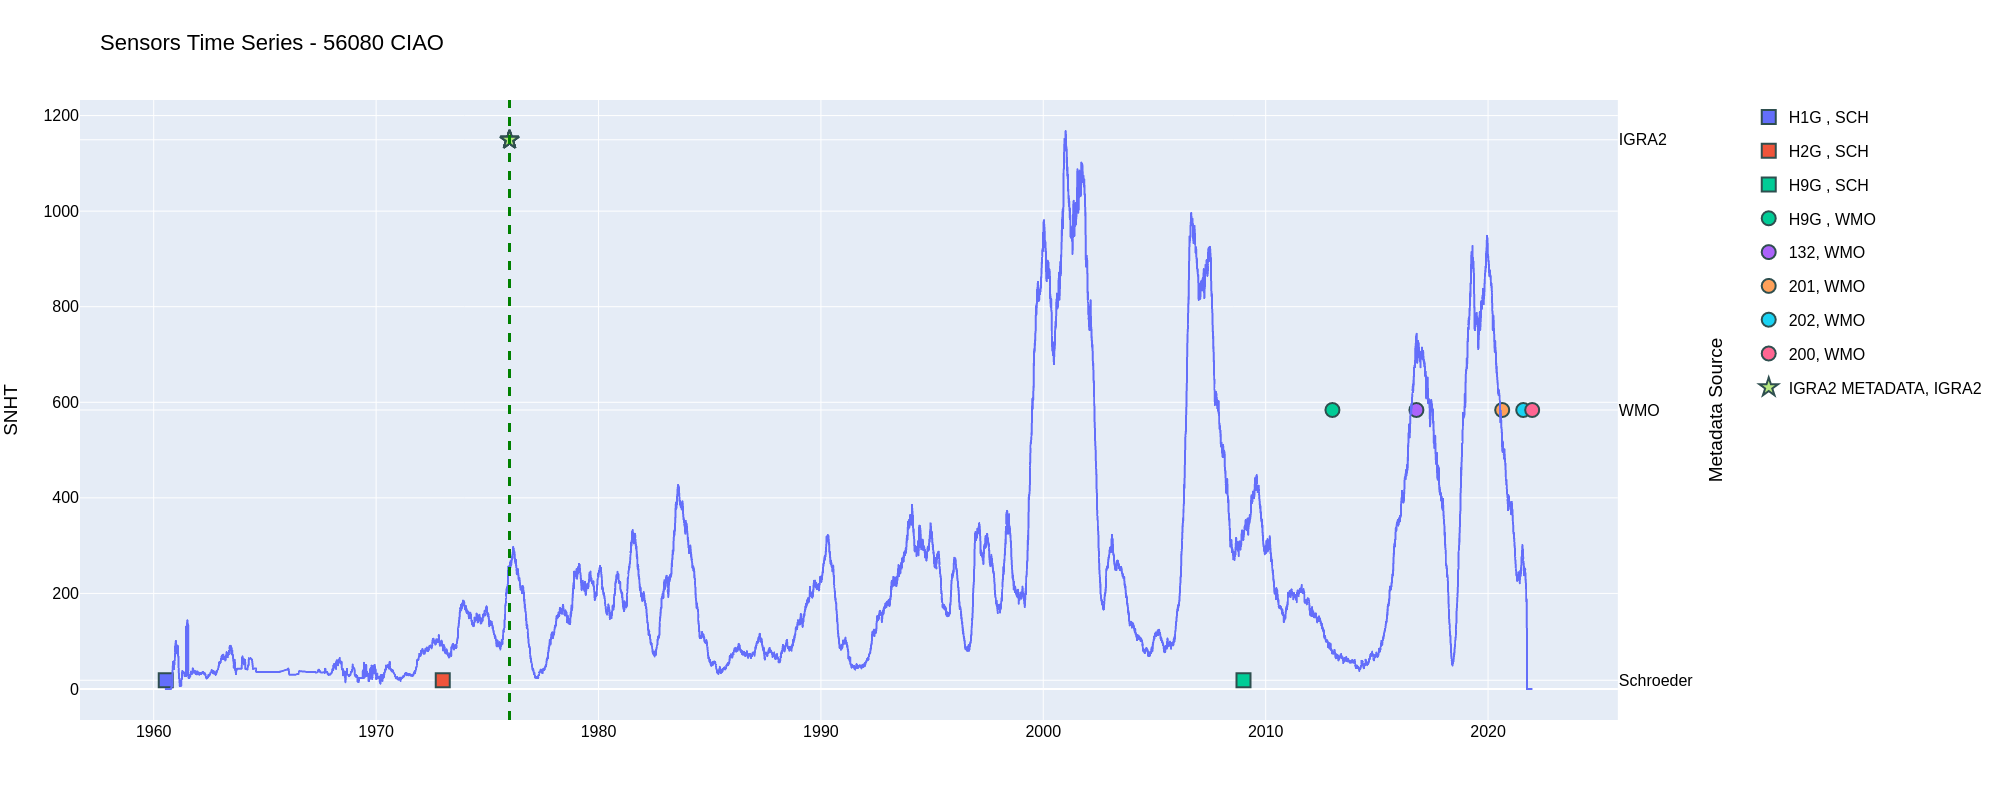 Sensors Time Series - 56080 CIAO
SNHT
1200
1000
800
600
400
200
0
1960
1970
1980
1990
2000
2010
2020
IGRA2
WMO
Schroeder
Metadata Source
H1G , SCH
H2G , SCH
H9G , SCH
H9G , WMO
132, WMO
201, WMO
202, WMO
200, WMO
IGRA2 METADATA, IGRA2